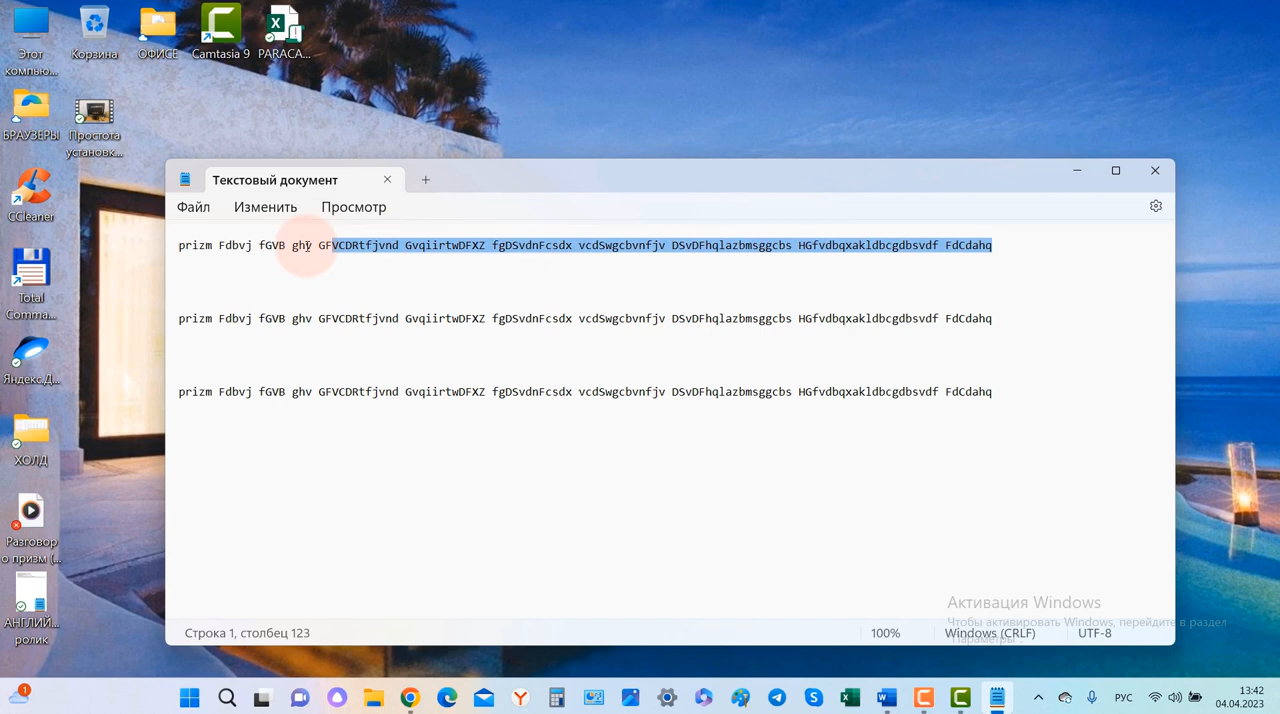 Этот компью...
Корзина
ОФИСЕ
Camtasia 9
PARACA...
БРАУЗЕРЫ
Простота установк...
CCleaner
Total Comma...
Яндекс.Д...
ХОЛД
Разговор о призм (...
АНГЛИЙ... ролик
Текстовый документ
Файл Изменить Просмотр
prizm Fdbvj fGVB ghv GFVCDRtfjvnd GvqiirtwDFXZ fgDSvdnFcsdx vcdSwgcbvnfjv DSvDFhqlazbmsggcbs HGfvdbqxakldbcgdbsvdf FdCdahq
prizm Fdbvj fGVB ghv GFVCDRtfjvnd GvqiirtwDFXZ fgDSvdnFcsdx vcdSwgcbvnfjv DSvDFhqlazbmsggcbs HGfvdbqxakldbcgdbsvdf FdCdahq
prizm Fdbvj fGVB ghv GFVCDRtfjvnd GvqiirtwDFXZ fgDSvdnFcsdx vcdSwgcbvnfjv DSvDFhqlazbmsggcbs HGfvdbqxakldbcgdbsvdf FdCdahq
Активация Windows
Чтобы активировать Windows, перейдите в раздел
"Параметры"
Строка 1, столбец 123 100% Windows (CRLF) UTF-8
1
РУС
13:42
04.04.2023